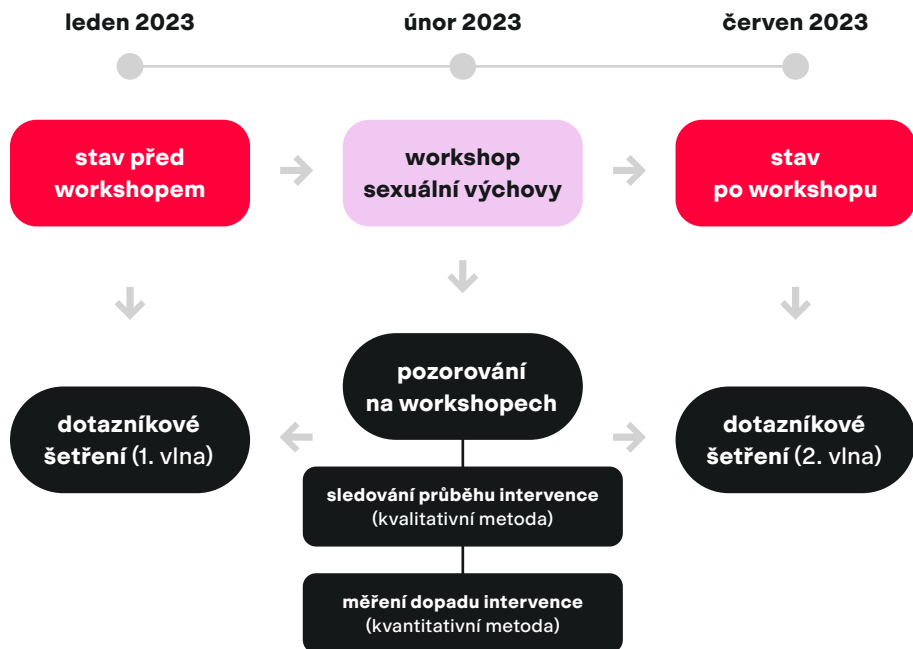 leden 2023
únor 2023
červen 2023
stav před
workshopem
workshop
sexuální výchovy
stav
po workshopu
pozorování
na workshopech
dotazníkové
šetření (1. vlna)
dotazníkové
šetření (2. vlna)
sledování průběhu intervence
(kvalitativní metoda)
měření dopadu intervence
(kvantitativní metoda)